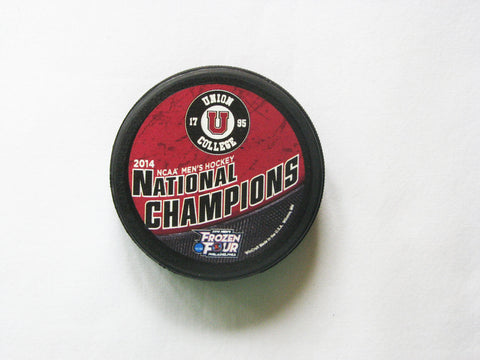 UNION
17 U 95
COLLEGE
2014
NCAA MEN'S HOCKEY
NATIONAL
CHAMPIONS
FROZEN
FOUR
PHILADELPHIA